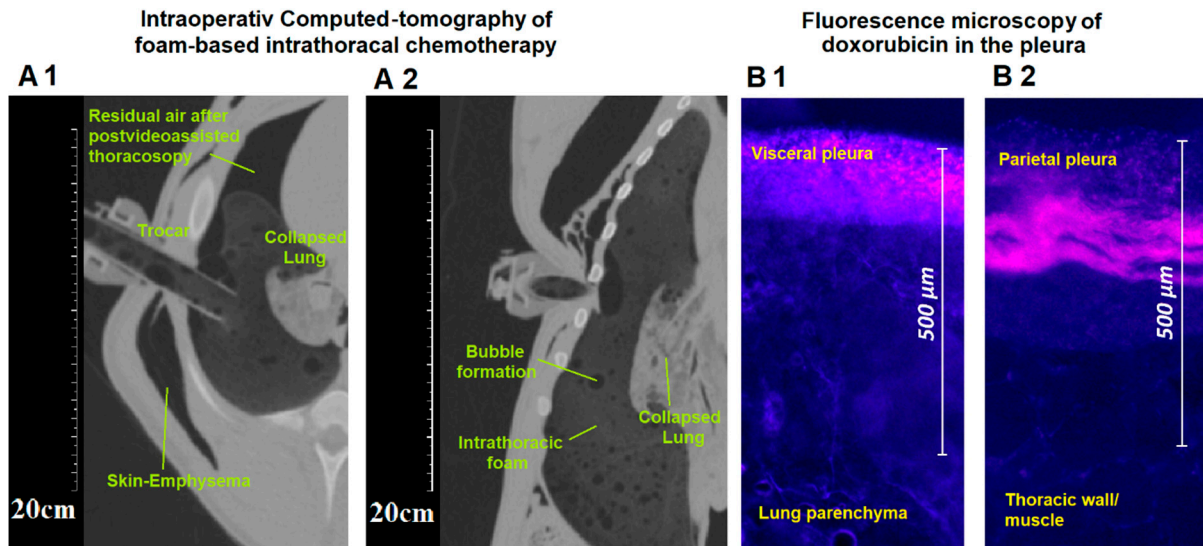 Intraoperativ Computed-tomography of
foam-based intrathoracal chemotherapy
Fluorescence microscopy of
doxorubicin in the pleura
A 1
A 2
B 1
B 2
Residual air after
postvideoassisted
thoracosopy
Trocar
Collapsed
Lung
Skin-Emphysema
20cm
Bubble
formation
Intrathoracic
foam
Collapsed
Lung
20cm
Visceral pleura
500 µm
Lung parenchyma
Parietal pleura
500 µm
Thoracic wall/
muscle